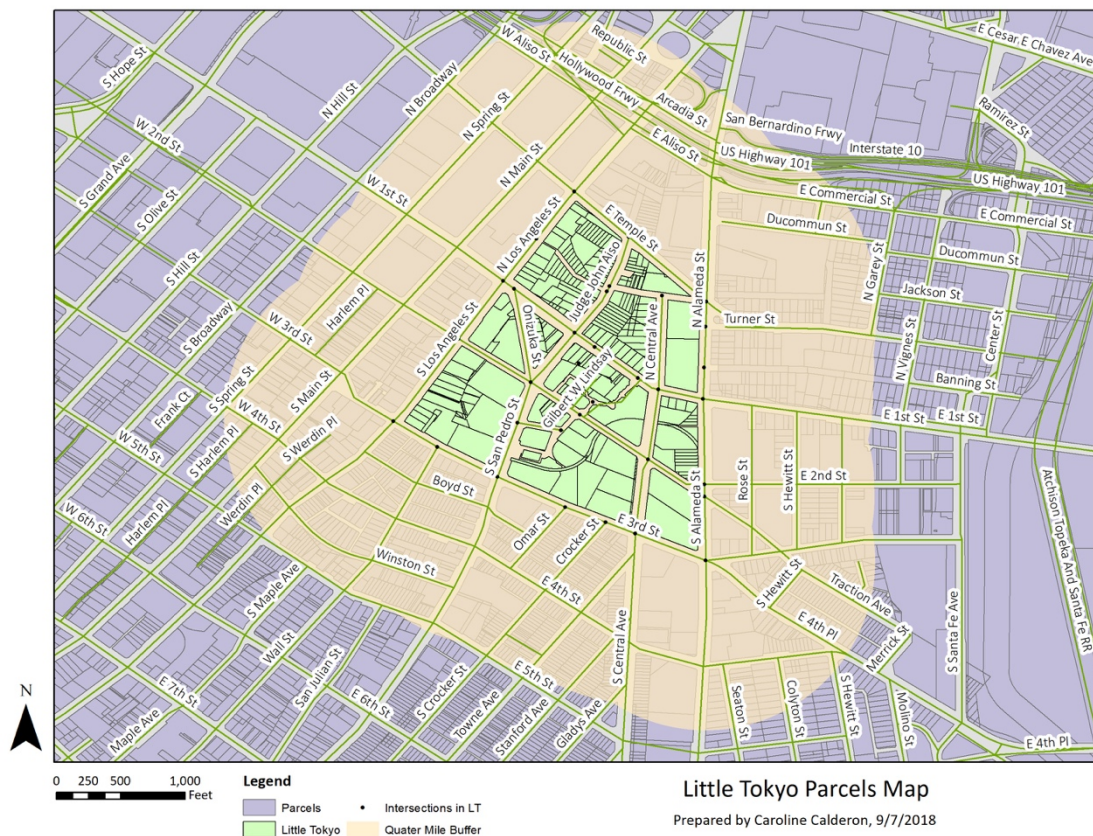 Republic St
W Aliso St
Hollywood Frwy
Arcadia St
E Cesar E Chavez Ave
S Hope St
N Hill St
N Broadway
N Spring St
N Main St
San Bernardino Frwy
Ramirez St
E Aliso St
US Highway 101
Interstate 10
US Highway 101
W 2nd St
S Grand Ave
S Olive St
W 1st St
E Commercial St
E Commercial St
Ducommun St
Ducommun St
S Hill St
N Los Angeles St
E Temple St
Judge John Aiso
N Alameda St
N Garey St
Jackson St
S Broadway
W 3rd St
Harlem Pl
S Los Angeles St
Onizuka St
N Central Ave
Turner St
N Vignes St
Center St
Frank Ct
S Spring St
S Main St
Gilbert W Lindsay
Banning St
W 4th St
S Werdin Pl
S San Pedro St
E 1st St
E 1st St
W 5th St
S Harlem Pl
Werdin Pl
Boyd St
S Alameda St
Rose St
S Hewitt St
E 2nd St
W 6th St
Harlem Pl
Omar St
Crocker St
E 3rd St
Atchison Topeka And Santa Fe RR
Winston St
S Maple Ave
E 4th St
S Hewitt St
Traction Ave
E 4th Pl
Merrick St
S Santa Fe Ave
Wall St
San Julian St
S Central Ave
E 7th St
Maple Ave
E 6th St
S Crocker St
E 5th St
Towne Ave
Stanford Ave
Gladys Ave
Seaton St
Colyton St
S Hewitt St
Molino St
E 4th Pl
N
0 250 500 1,000
Feet
Legend
Parcels
Intersections in LT
Little Tokyo
Quater Mile Buffer
Little Tokyo Parcels Map
Prepared by Caroline Calderon, 9/7/2018